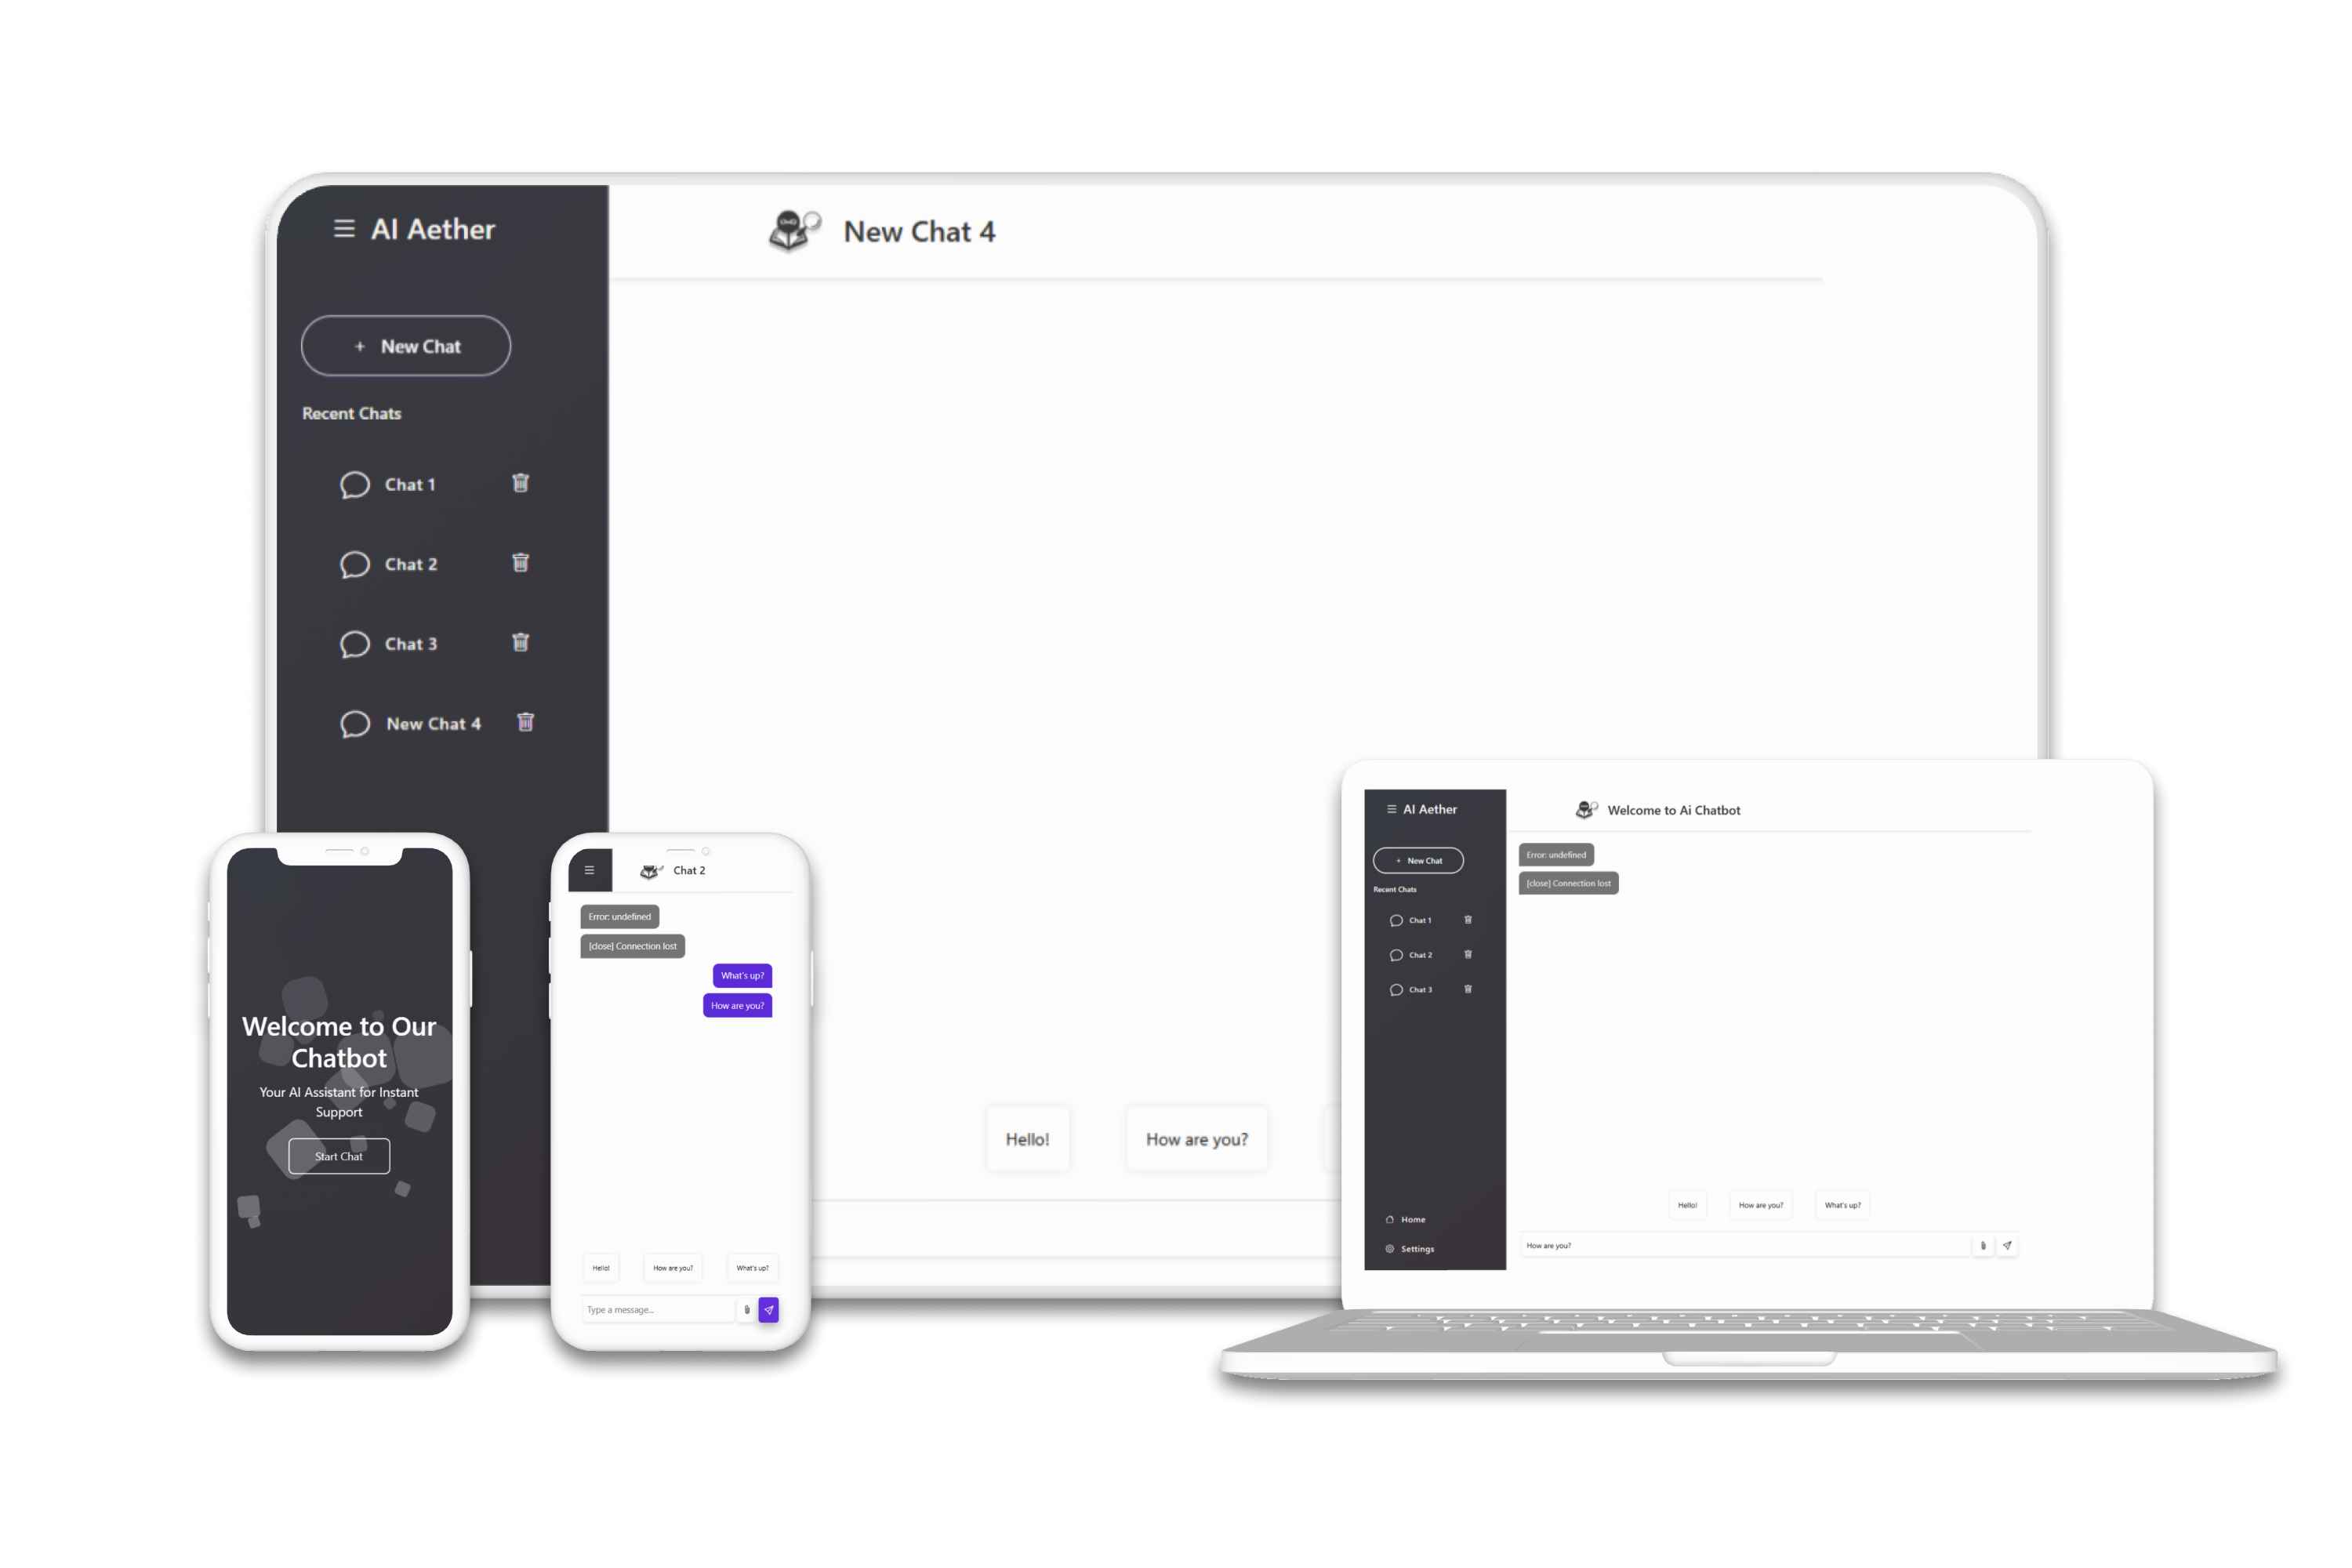 AI Aether
New Chat 4
+ New Chat
Recent Chats
Chat 1
Chat 2
Chat 3
New Chat 4
Hello!
How are you?
Welcome to Our
Chatbot
Your AI Assistant for Instant
Support
Start Chat
Chat 2
Error: undefined
[close] Connection lost
What's up?
How are you?
Hello!
How are you?
What's up?
Type a message...
AI Aether
Welcome to Ai Chatbot
+ New Chat
Recent Chats
Chat 1
Chat 2
Chat 3
Home
Settings
Error: undefined
[close] Connection lost
Hello!
How are you?
What's up?
How are you?